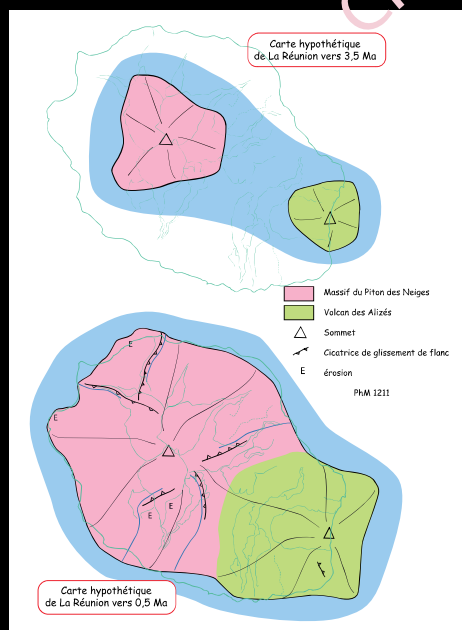 Carte hypothétique
de La Réunion vers 3,5 Ma
Massif du Piton des Neiges
Volcan des Alizés
Sommet
Cicatrice de glissement de flanc
E érosion
PhM 1211
E
E
E
E
Carte hypothétique
de La Réunion vers 0,5 Ma